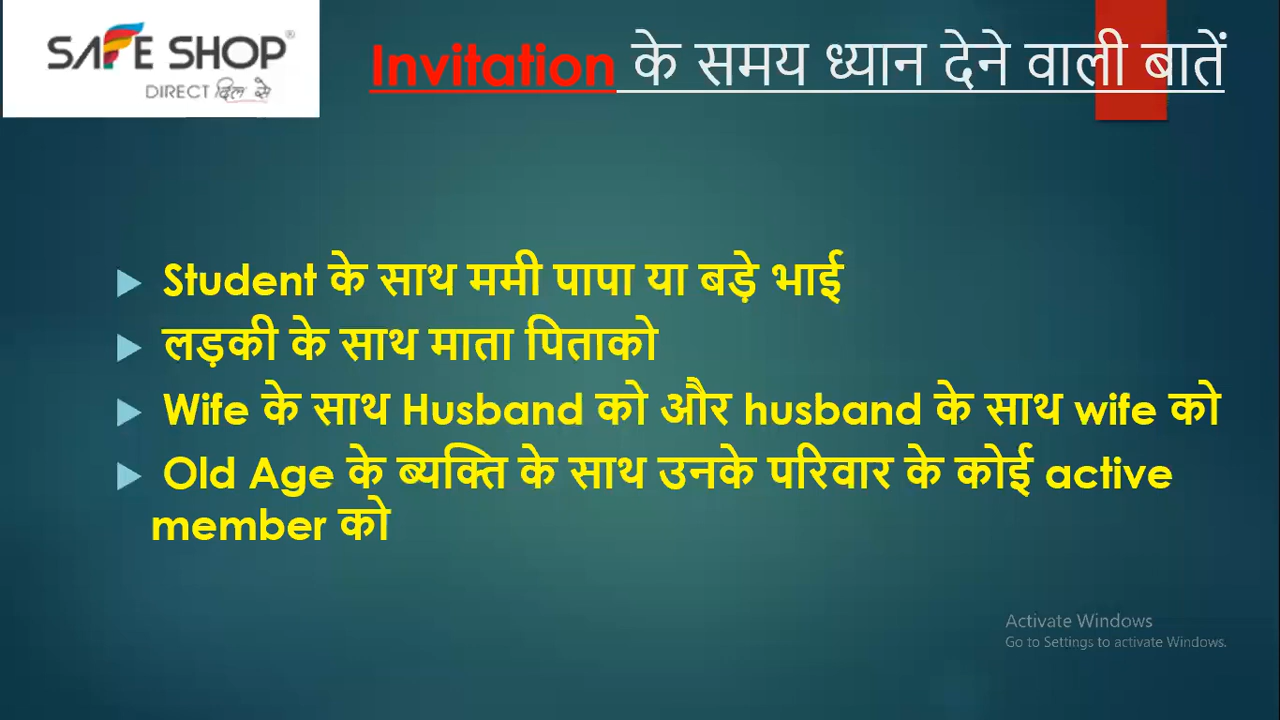 SAFE SHOP®
DIRECT दिल से
Invitation के समय ध्यान देने वाली बातें
Student के साथ ममी पापा या बड़े भाई
लड़की के साथ माता पिताको
Wife के साथ Husband को और husband के साथ wife को
Old Age के ब्यक्ति के साथ उनके परिवार के कोई active
member को
Activate Windows
Go to Settings to activate Windows.